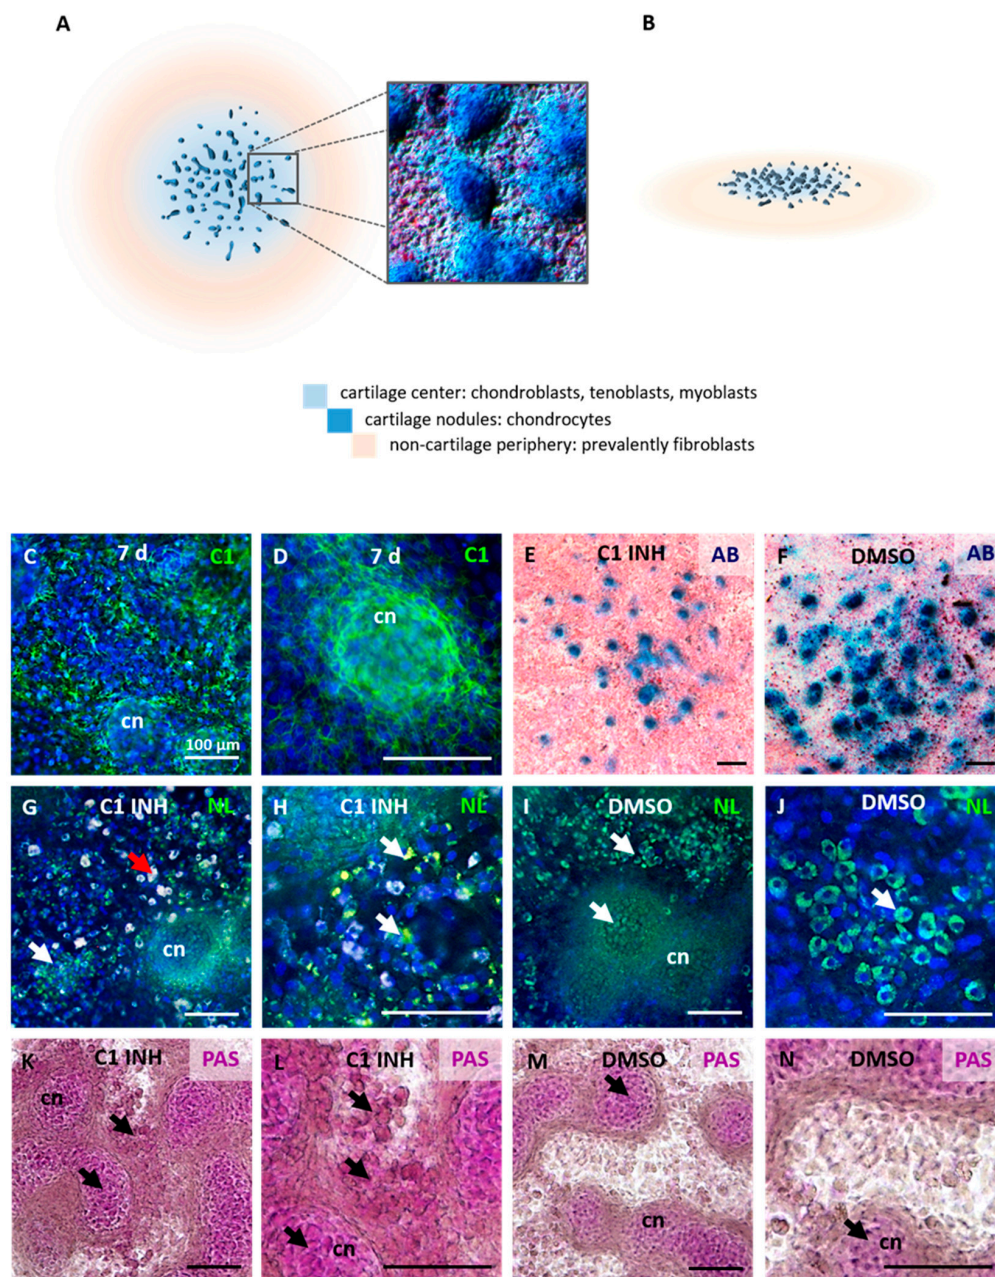 A
B
cartilage center: chondroblasts, tenoblasts, myoblasts
cartilage nodules: chondrocytes
non-cartilage periphery: prevalently fibroblasts
C 7 d C1
cn
100 µm
D 7 d C1
cn
E C1 INH AB
F DMSO AB
G C1 INH NL
cn
H C1 INH NL
I DMSO NL
cn
J DMSO NL
K C1 INH PAS
cn
L C1 INH PAS
cn
M DMSO PAS
cn
N DMSO PAS
cn